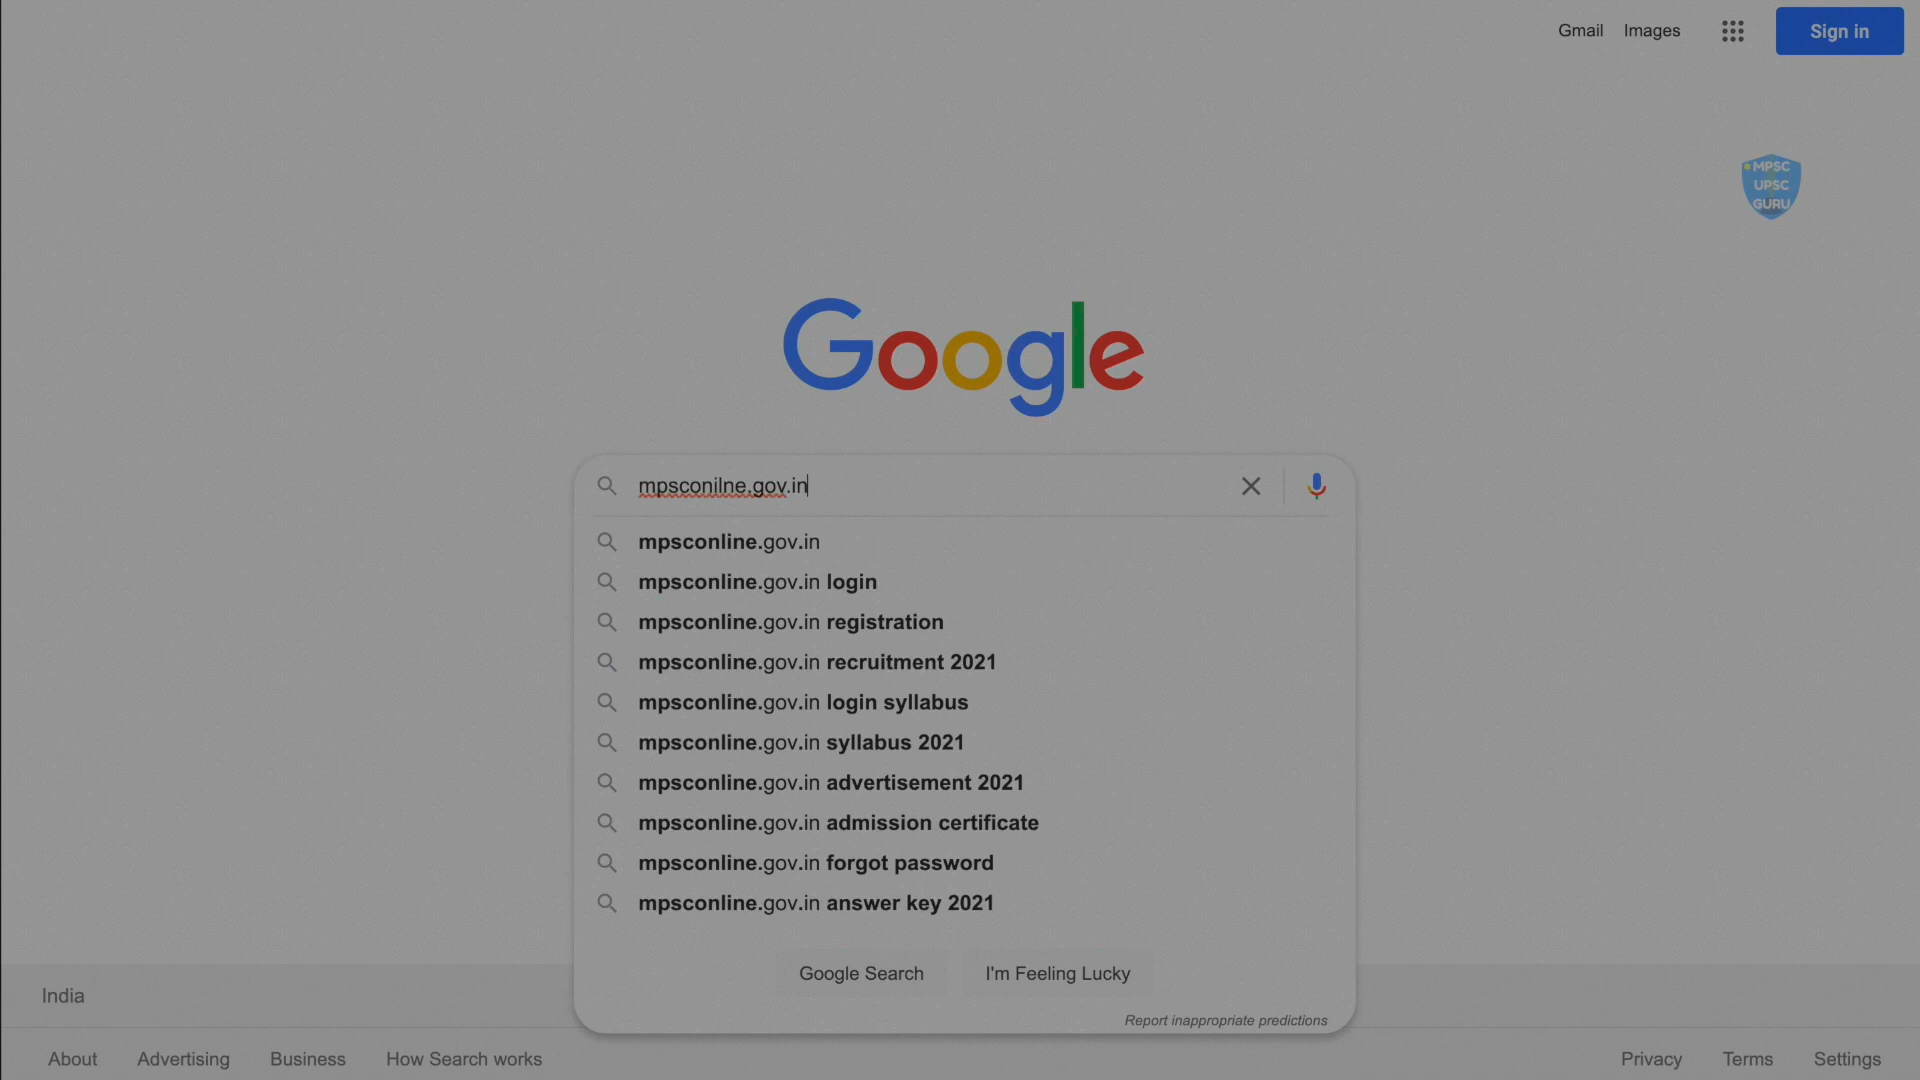 Gmail Images Sign in
MPSC
UPSC
GURU
Google
mpsconilne.gov.in
mpsconline.gov.in
mpsconline.gov.in login
mpsconline.gov.in registration
mpsconline.gov.in recruitment 2021
mpsconline.gov.in login syllabus
mpsconline.gov.in syllabus 2021
mpsconline.gov.in advertisement 2021
mpsconline.gov.in admission certificate
mpsconline.gov.in forgot password
mpsconline.gov.in answer key 2021
Google Search I'm Feeling Lucky
Report inappropriate predictions
India
About Advertising Business How Search works Privacy Terms Settings